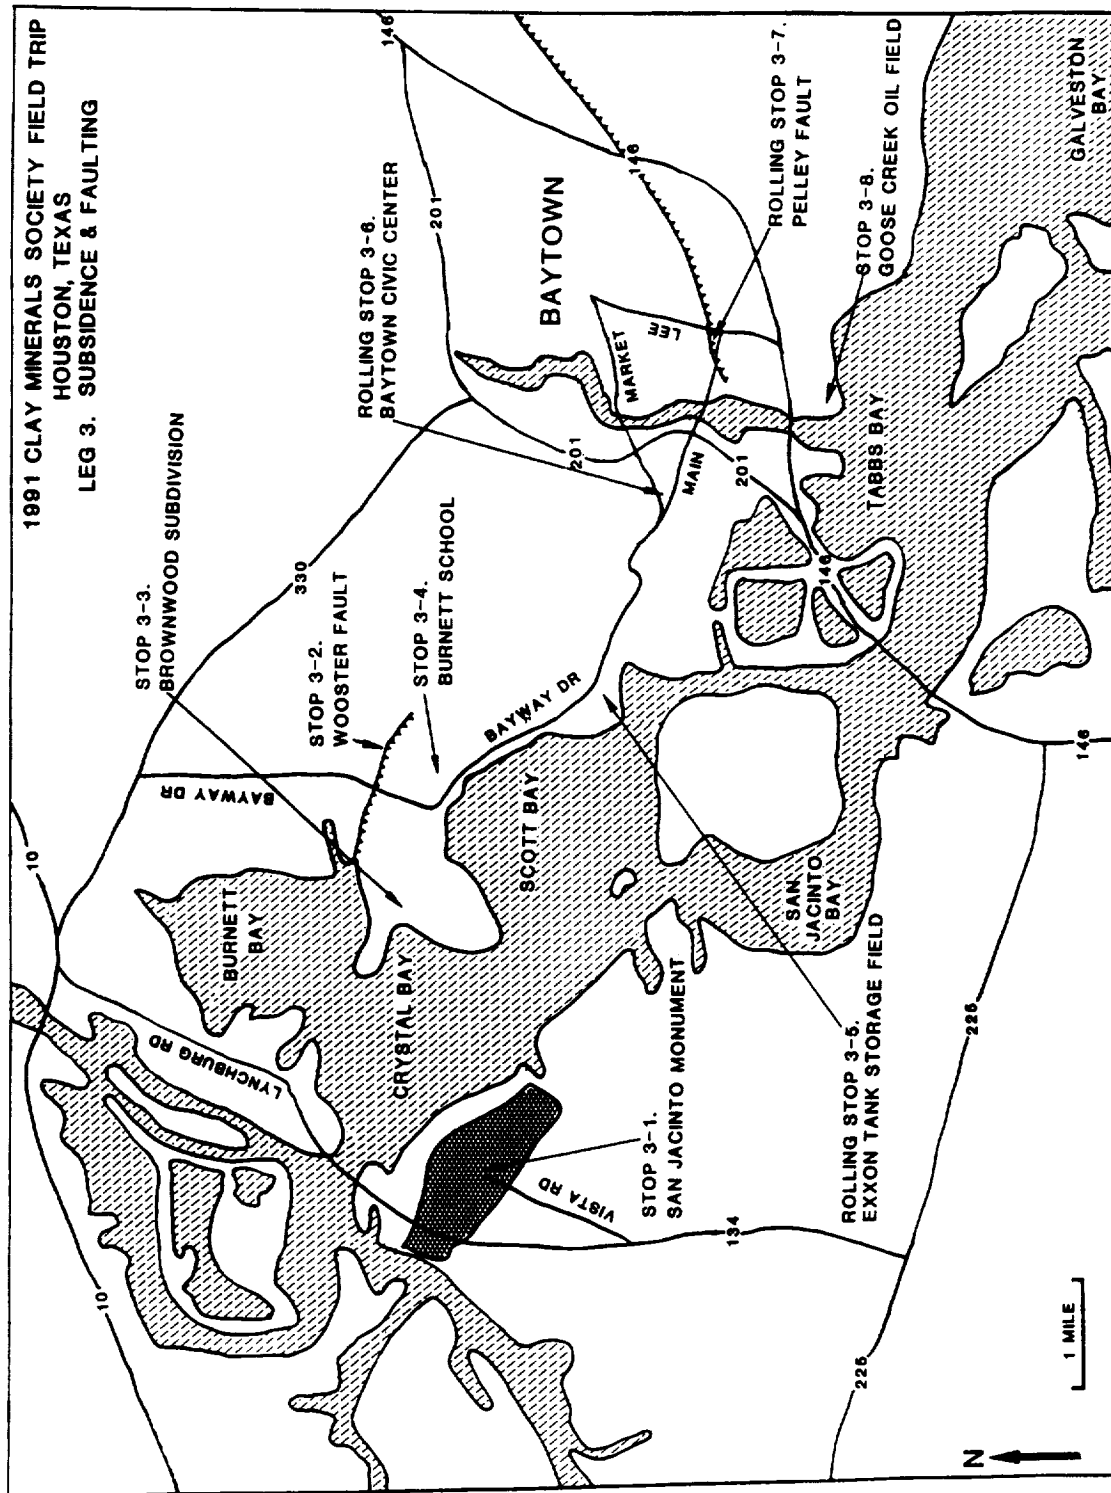 1991 CLAY MINERALS SOCIETY FIELD TRIP
HOUSTON, TEXAS
LEG 3. SUBSIDENCE & FAULTING
STOP 3-3.
BROWNWOOD SUBDIVISION
ROLLING STOP 3-6.
BAYTOWN CIVIC CENTER
146
201
330
10
BAYTOWN
STOP 3-2.
WOOSTER FAULT
STOP 3-4.
BURNETT SCHOOL
BAYWAY DR
BURNETT
BAY
LYNCHBURG RD
10
CRYSTAL BAY
SCOTT BAY
BAYWAY DR
201
MARKET
LEE
146
MAIN
201
ROLLING STOP 3-7.
PELLEY FAULT
STOP 3-8.
GOOSE CREEK OIL FIELD
TABBS BAY
GALVESTON
BAY
146
146
SAN
JACINTO
BAY
STOP 3-1.
SAN JACINTO MONUMENT
VISTA RD
134
ROLLING STOP 3-5.
EXXON TANK STORAGE FIELD
225
225
N
1 MILE